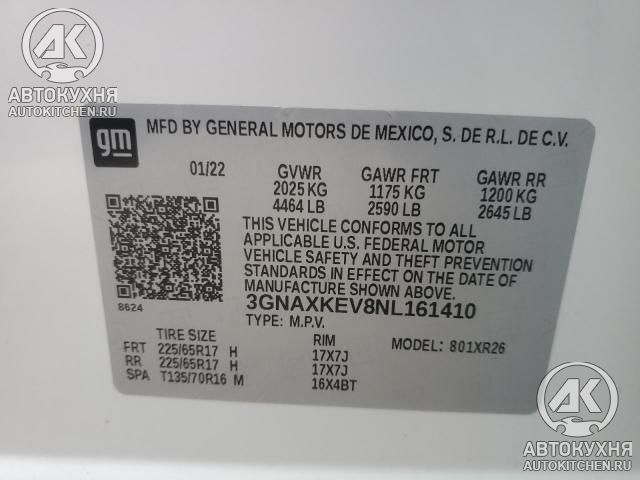 AK
АВТОКУХНЯ
AUTOKITCHEN.RU
gm
MFD BY GENERAL MOTORS DE MEXICO, S. DE R.L. DE C.V.
01/22 GVWR GAWR FRT GAWR RR
2025 KG 1175 KG 1200 KG
4464 LB 2590 LB 2645 LB
THIS VEHICLE CONFORMS TO ALL
APPLICABLE U.S. FEDERAL MOTOR
VEHICLE SAFETY AND THEFT PREVENTION
STANDARDS IN EFFECT ON THE DATE OF
MANUFACTURE SHOWN ABOVE.
8624
3GNAXKEV8NL161410
TYPE: M.P.V.
TIRE SIZE RIM MODEL: 801XR26
FRT 225/65R17 H 17X7J
RR 225/65R17 H 17X7J
SPA T135/70R16 M 16X4BT
AK
АВТОКУХНЯ
AUTOKITCHEN.RU